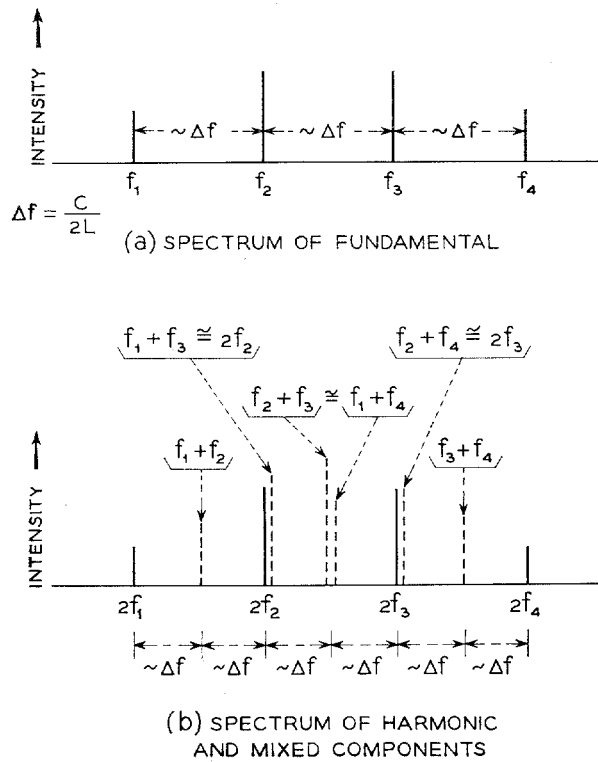 INTENSITY
~ Δf ~ Δf ~ Δf
f₁ f₂ f₃ f₄
Δf = C/2L
(a) SPECTRUM OF FUNDAMENTAL
f₁ + f₃ ≅ 2f₂
f₂ + f₄ ≅ 2f₃
f₂ + f₃ ≅ f₁ + f₄
f₁ + f₂
f₃ + f₄
INTENSITY
2f₁ 2f₂ 2f₃ 2f₄
~Δf ~Δf ~Δf ~Δf ~Δf ~Δf
(b) SPECTRUM OF HARMONIC
AND MIXED COMPONENTS